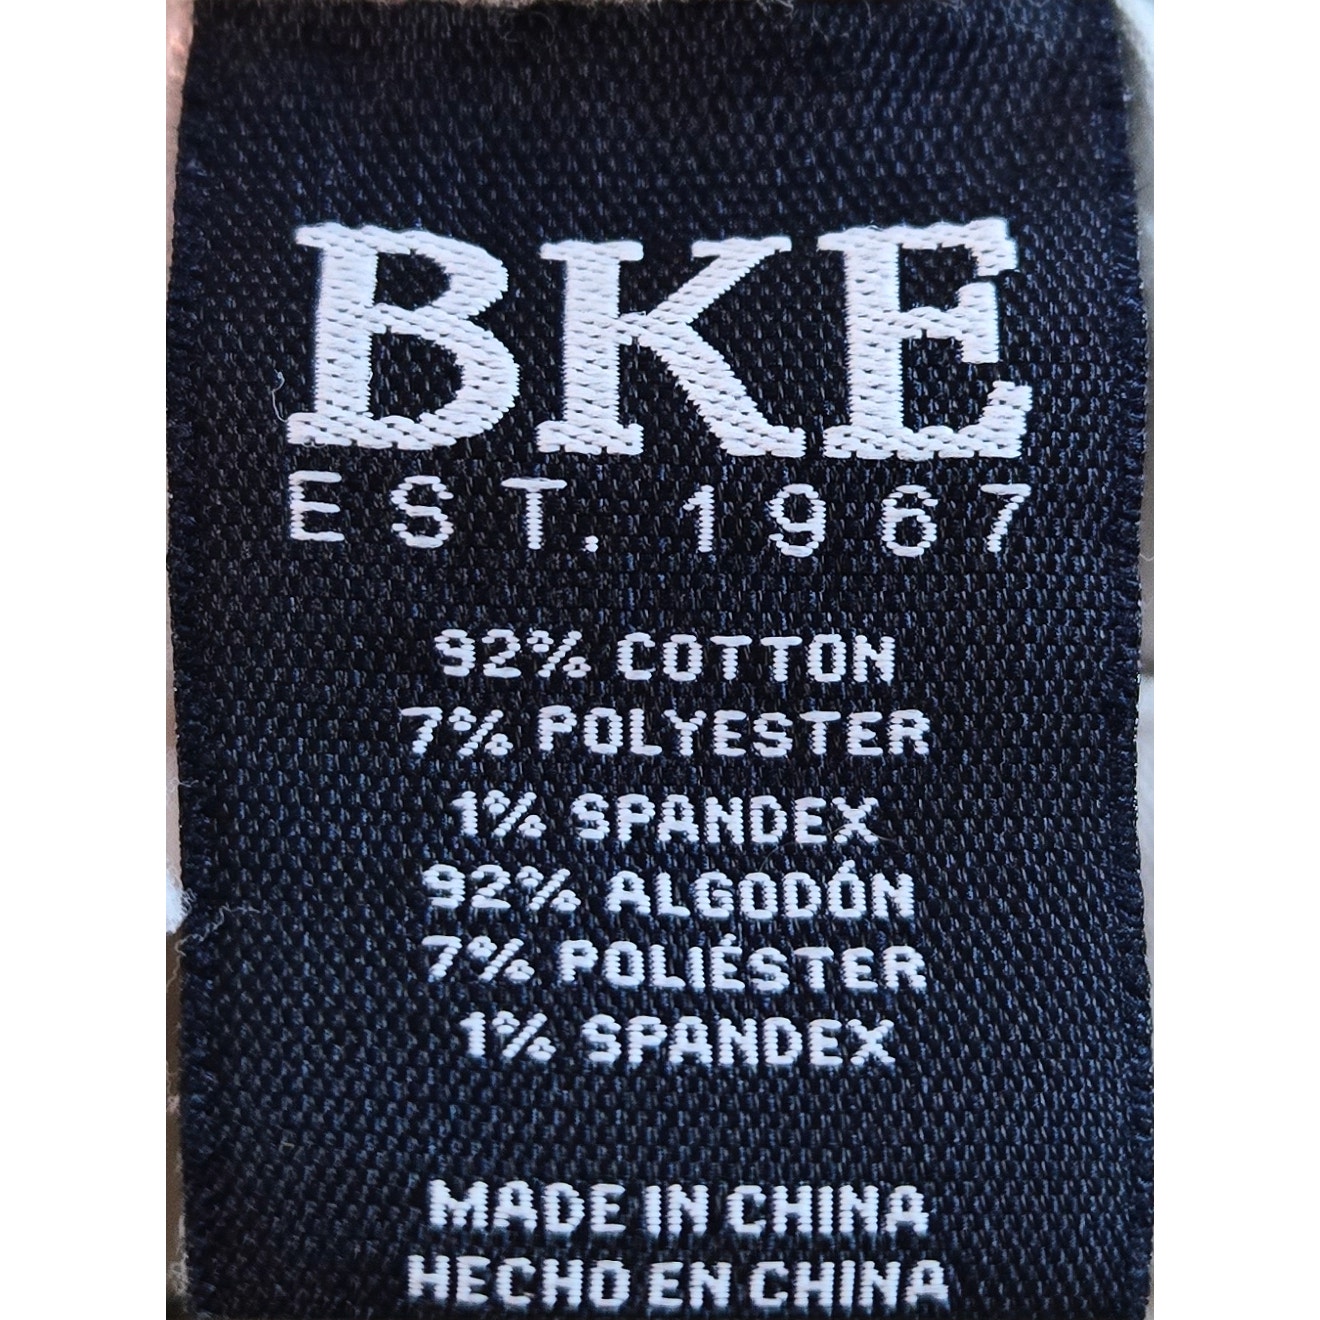 BKE
EST. 1967
92% COTTON
7% POLYESTER
1% SPANDEX
92% ALGODÓN
7% POLIÉSTER
1% SPANDEX
MADE IN CHINA
HECHO EN CHINA